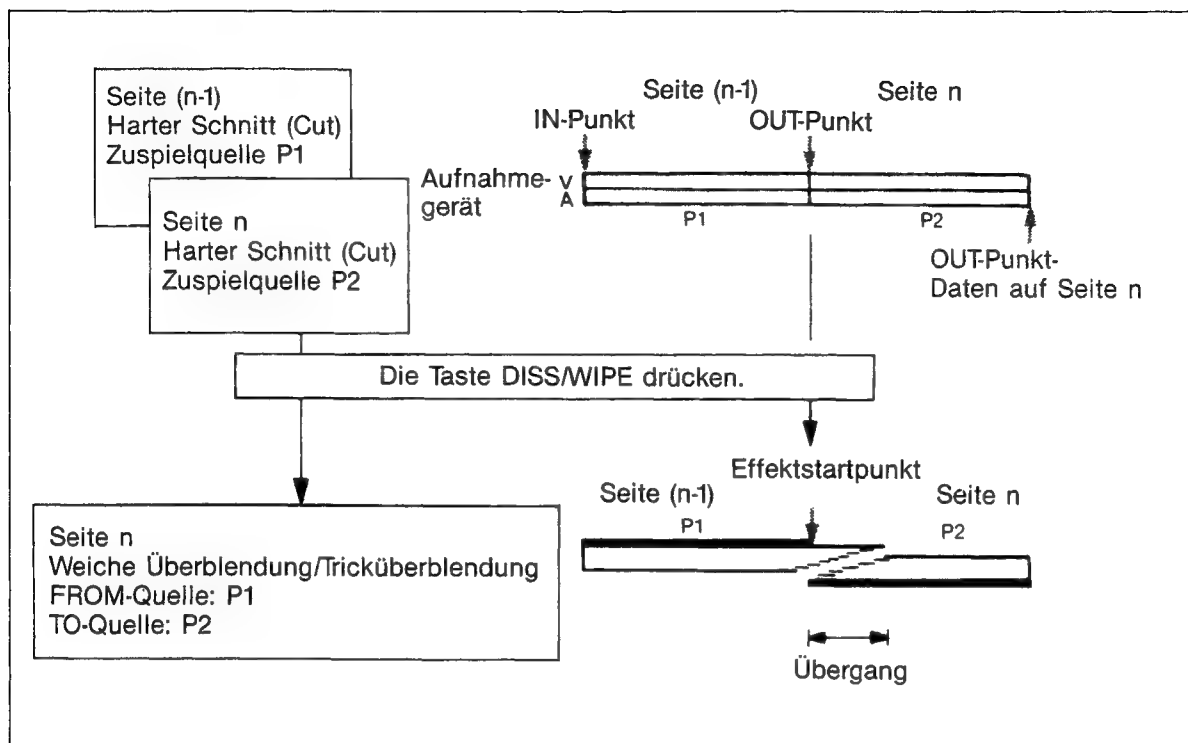 Seite (n-1)
Harter Schnitt (Cut)
Zuspielquelle P1
Seite n
Harter Schnitt (Cut)
Zuspielquelle P2
Seite (n-1)
Seite n
IN-Punkt
OUT-Punkt
Aufnahme-
gerät
V
A
P1
P2
OUT-Punkt-
Daten auf Seite n
Die Taste DISS/WIPE drücken.
Seite n
Weiche Überblendung/Tricküberblendung
FROM-Quelle: P1
TO-Quelle: P2
Effektstartpunkt
Seite (n-1)
Seite n
P1
P2
Übergang